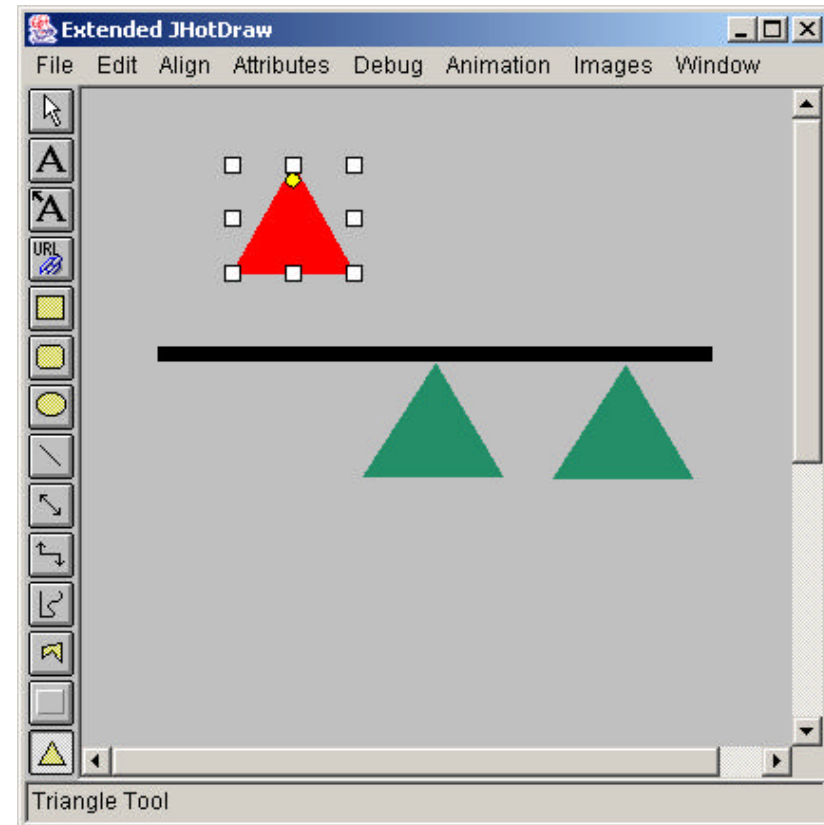 Extended JHotDraw
File Edit Align Attributes Debug Animation Images Window
A
A
URL
Triangle Tool